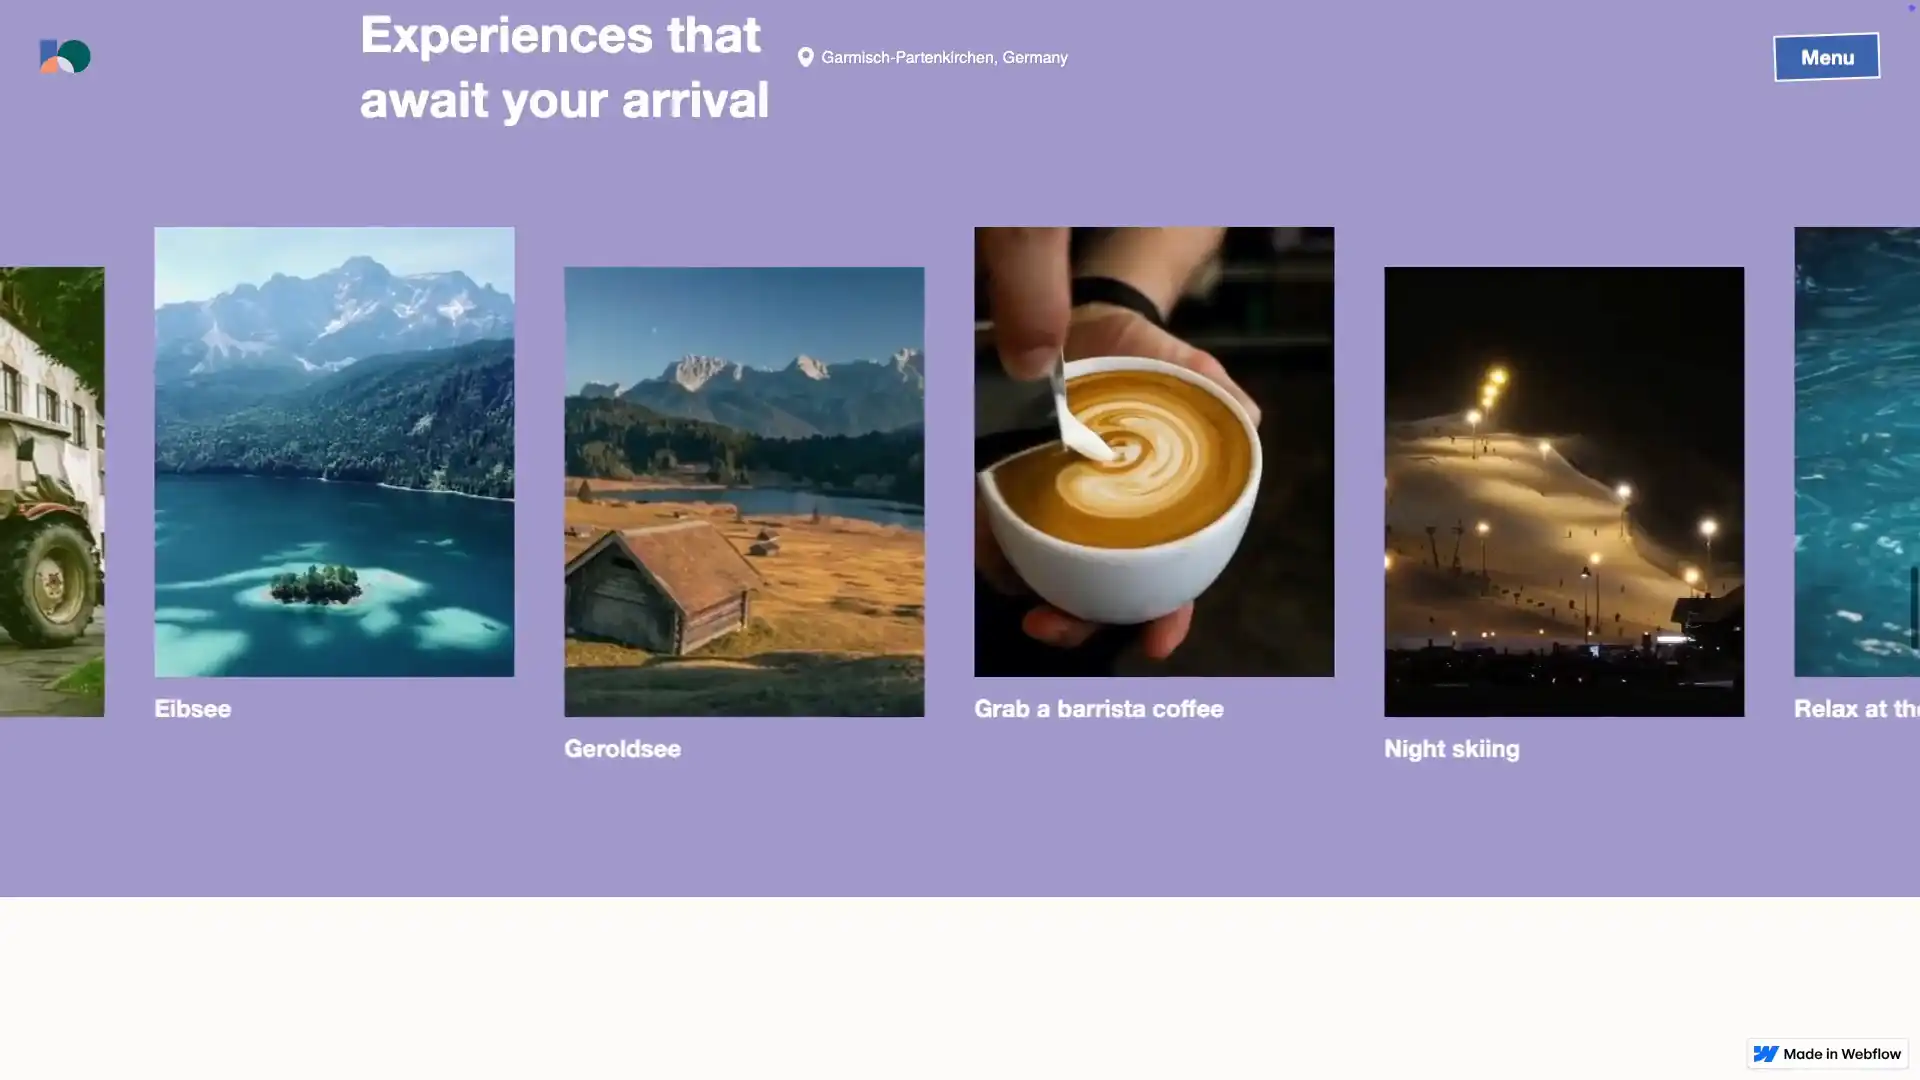 Experiences that
await your arrival
Garmisch-Partenkirchen, Germany
Menu
Eibsee
Geroldsee
Grab a barrista coffee
Night skiing
Relax at
Made in Webflow